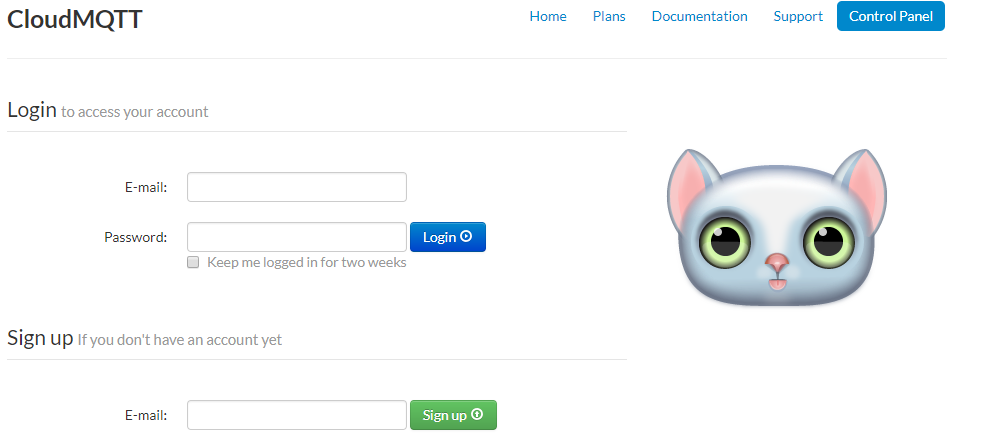 CloudMQTT
Home Plans Documentation Support Control Panel
Login to access your account
E-mail:
Password: Login
Keep me logged in for two weeks
Sign up If you don't have an account yet
E-mail: Sign up